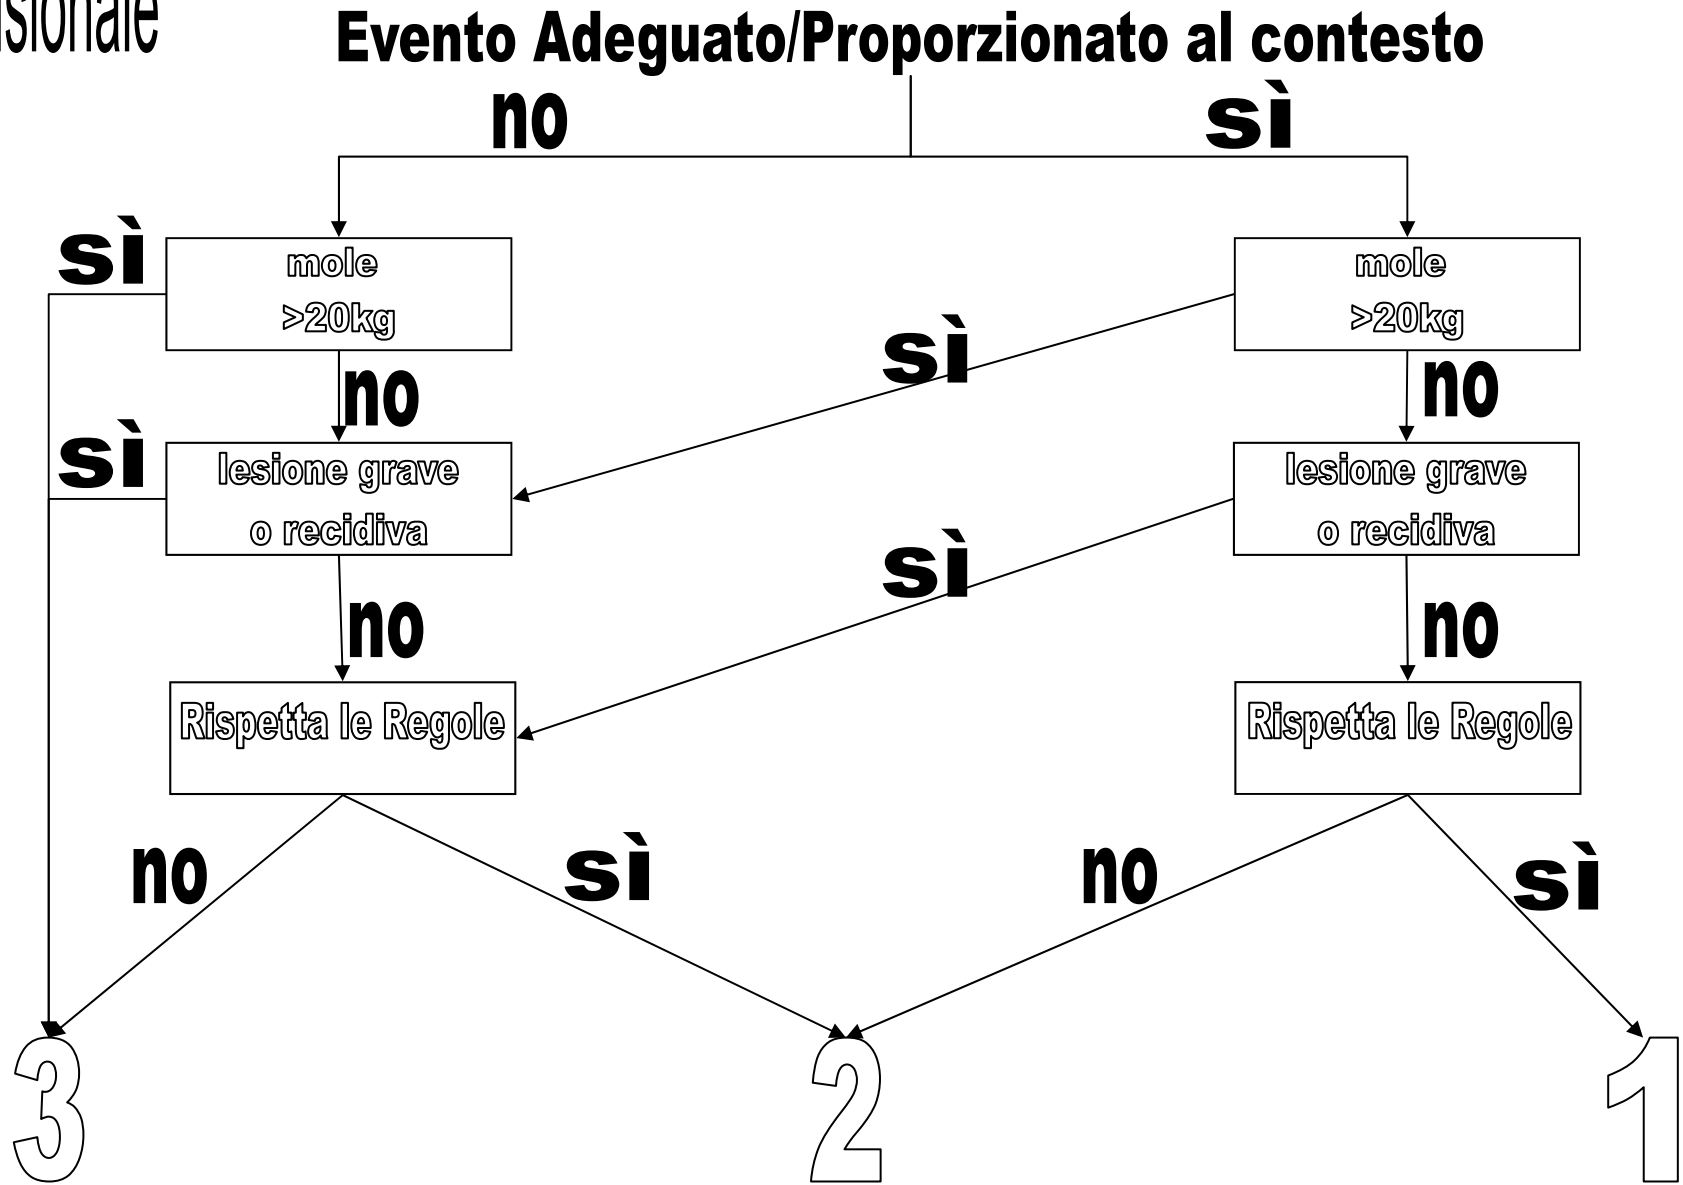 Evento Adeguato/Proporzionato al contesto
no
sì
sì
mole
>20kg
mole
>20kg
sì
no
no
sì
lesione grave
o recidiva
lesione grave
o recidiva
sì
no
no
Rispetta le Regole
Rispetta le Regole
no
sì
no
sì
3
2
1